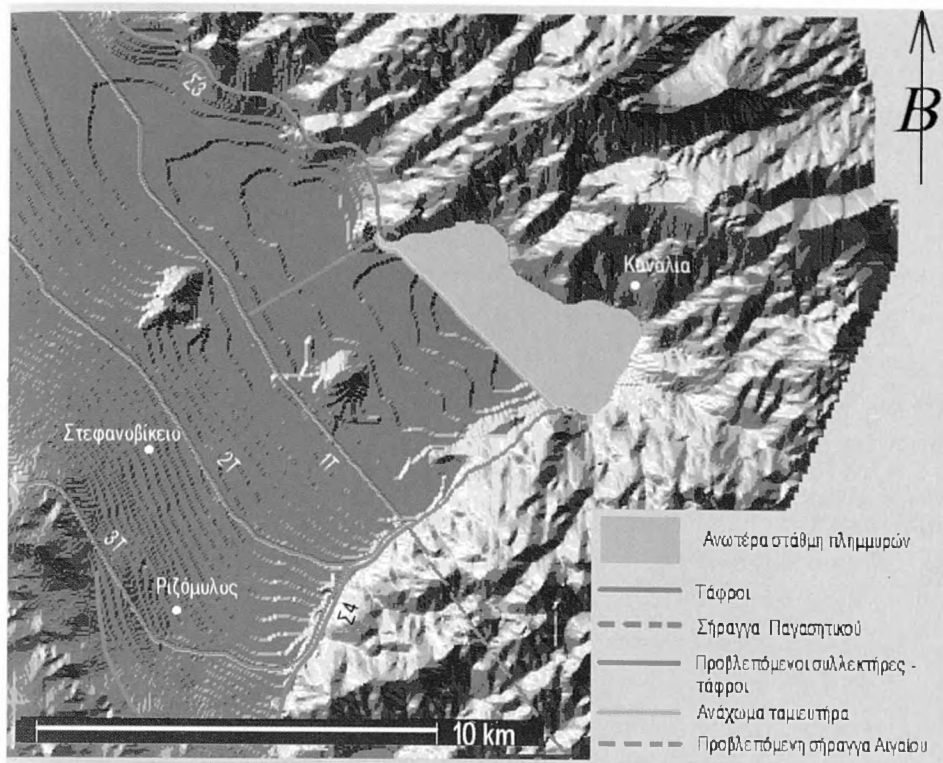 Σ3
B
Κανάλια
Στεφανοβίκειο
2Τ
1Τ
3Τ
Ριζόμυλος
Σ4
10 km
Ανωτέρα στάθμη πλημμυρών
Τάφροι
Σήραγγα Παγασητικού
Προβλεπόμενοι συλλεκτήρες -
τάφροι
Ανάχωμα ταμιευτήρα
Προβλεπόμενη σήραγγα Αιγαίου